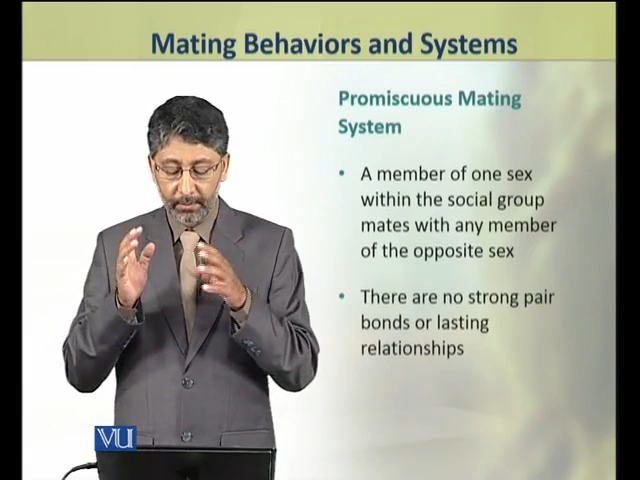 Mating Behaviors and Systems
Promiscuous Mating
System
• A member of one sex
within the social group
mates with any member
of the opposite sex
• There are no strong pair
bonds or lasting
relationships
VU